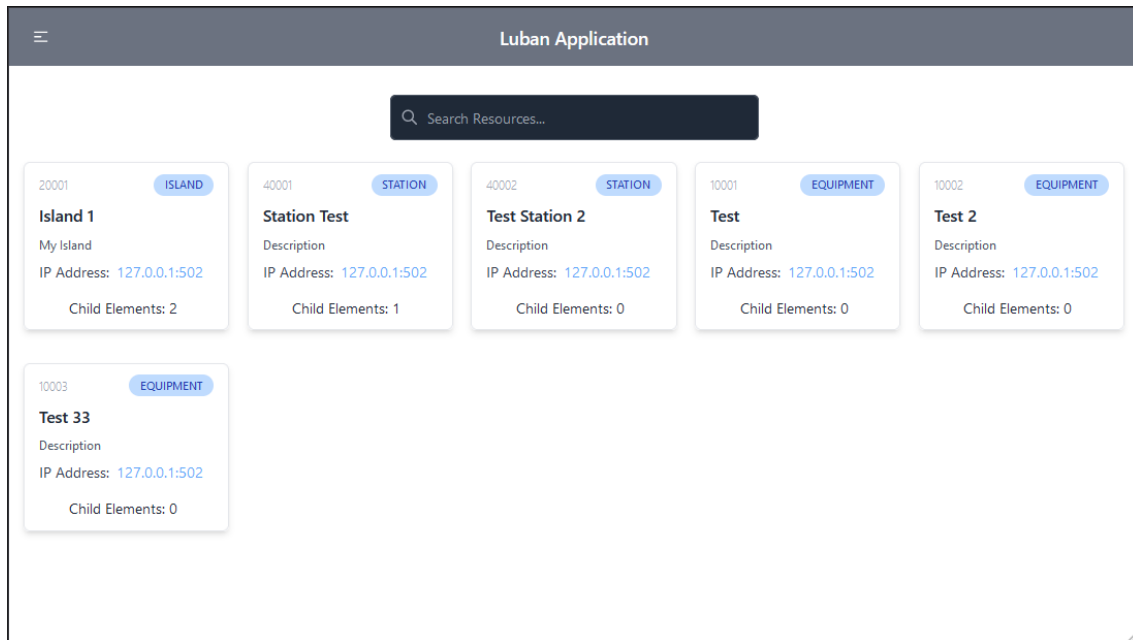 Luban Application
Search Resources...
20001 ISLAND
Island 1
My Island
IP Address: 127.0.0.1:502
Child Elements: 2
40001 STATION
Station Test
Description
IP Address: 127.0.0.1:502
Child Elements: 1
40002 STATION
Test Station 2
Description
IP Address: 127.0.0.1:502
Child Elements: 0
10001 EQUIPMENT
Test
Description
IP Address: 127.0.0.1:502
Child Elements: 0
10002 EQUIPMENT
Test 2
Description
IP Address: 127.0.0.1:502
Child Elements: 0
10003 EQUIPMENT
Test 33
Description
IP Address: 127.0.0.1:502
Child Elements: 0